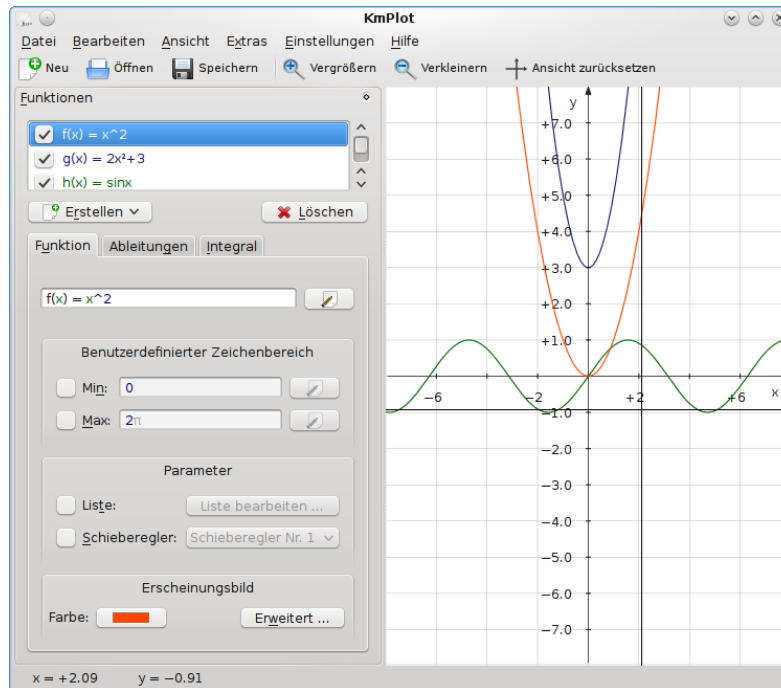 KmPlot
Datei Bearbeiten Ansicht Extras Einstellungen Hilfe
Neu Öffnen Speichern Vergrößern Verkleinern Ansicht zurücksetzen
Funktionen
f(x) = x^2
g(x) = 2x²+3
h(x) = sinx
Erstellen Löschen
Funktion Ableitungen Integral
f(x) = x^2
Benutzerdefinierter Zeichenbereich
Min: 0
Max: 2π
Parameter
Liste: Liste bearbeiten ...
Schieberegler: Schieberegler Nr. 1
Erscheinungsbild
Farbe: Erweitert ...
y
+7.0
+6.0
+5.0
+4.0
+3.0
+2.0
+1.0
−6 −2 +2 +6 x
−1.0
−2.0
−3.0
−4.0
−5.0
−6.0
−7.0
x = +2.09 y = −0.91